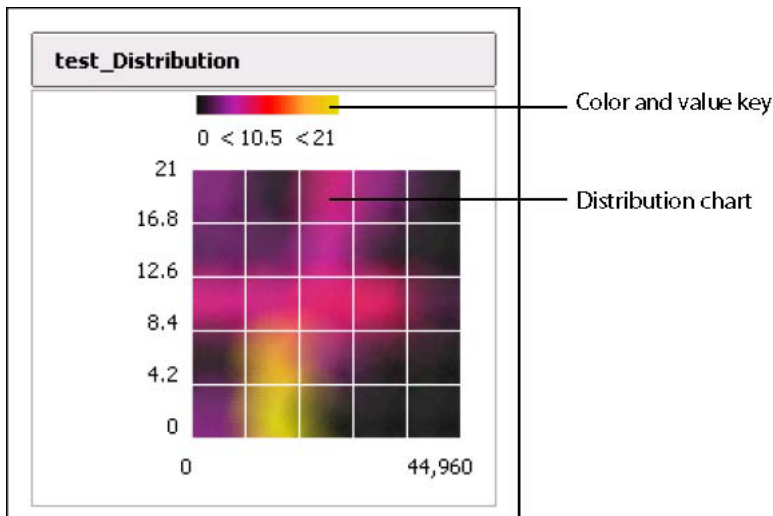 test_Distribution
Color and value key
0 < 10.5 < 21
21
Distribution chart
16.8
12.6
8.4
4.2
0
0 44,960